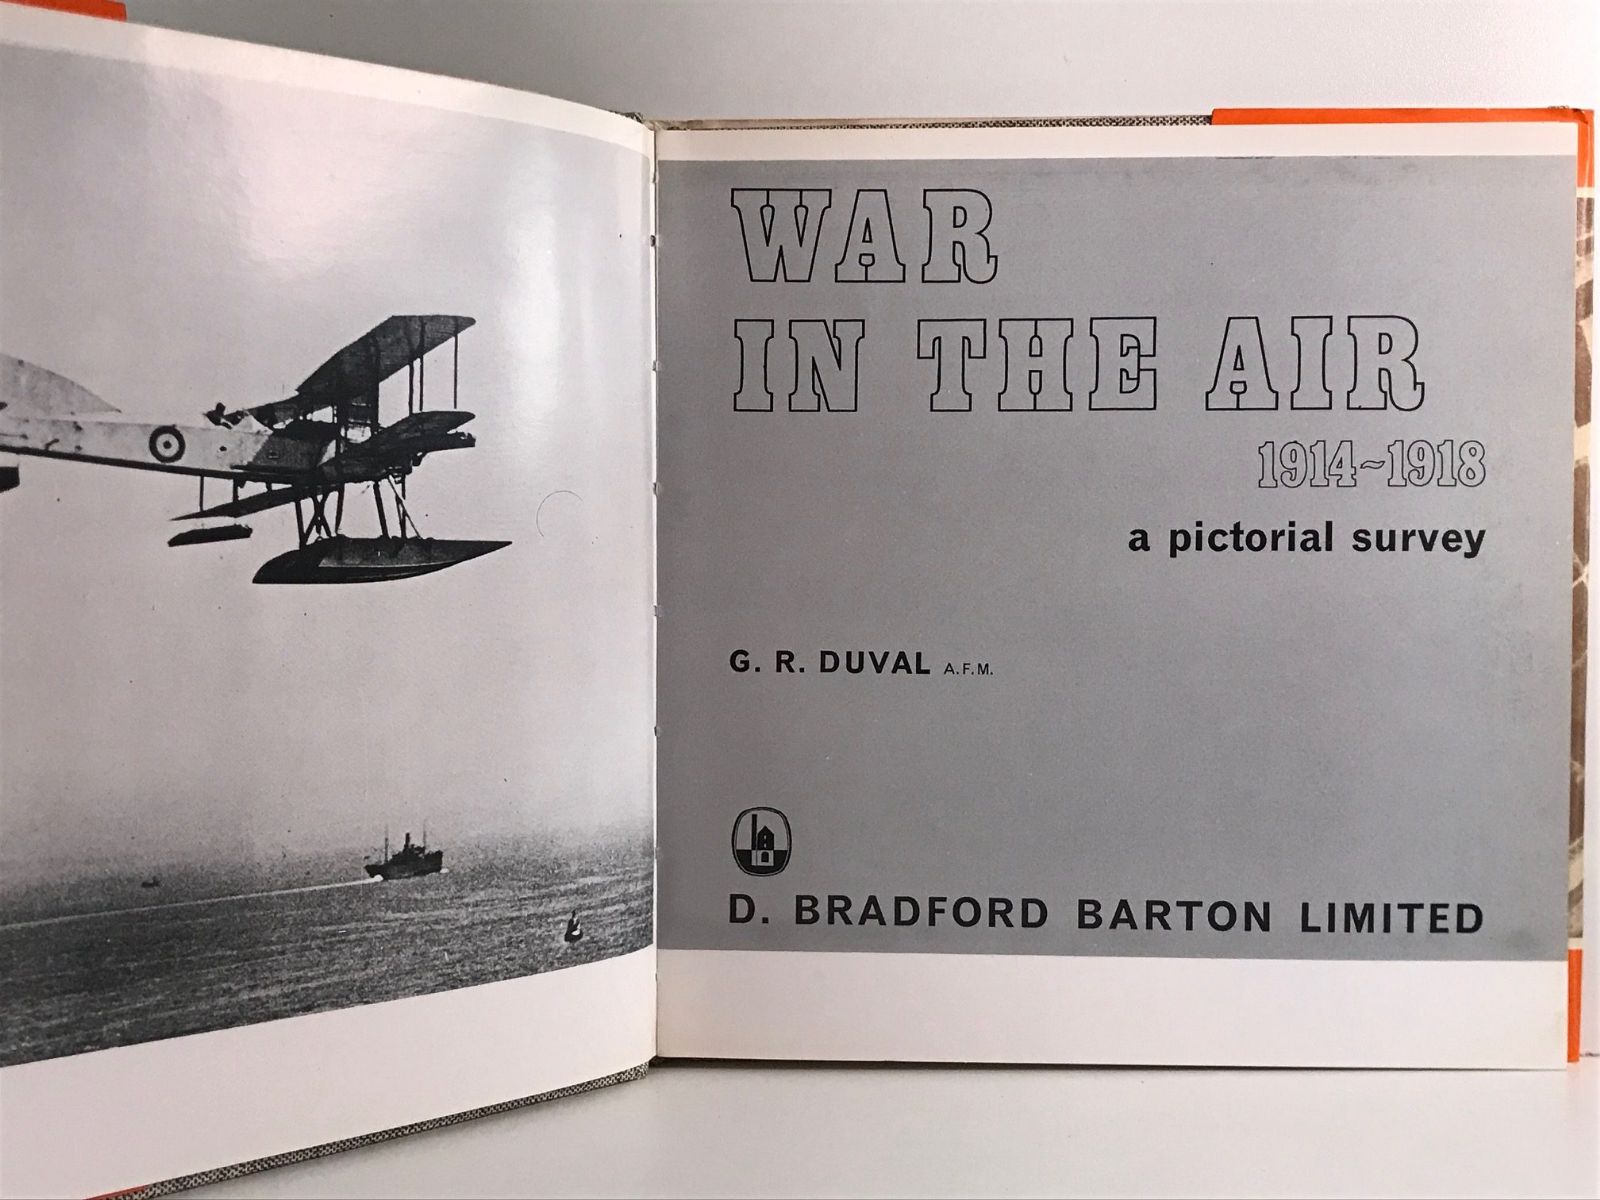 WAR
IN THE AIR
1914~1918
a pictorial survey
G. R. DUVAL A.F.M.
D. BRADFORD BARTON LIMITED